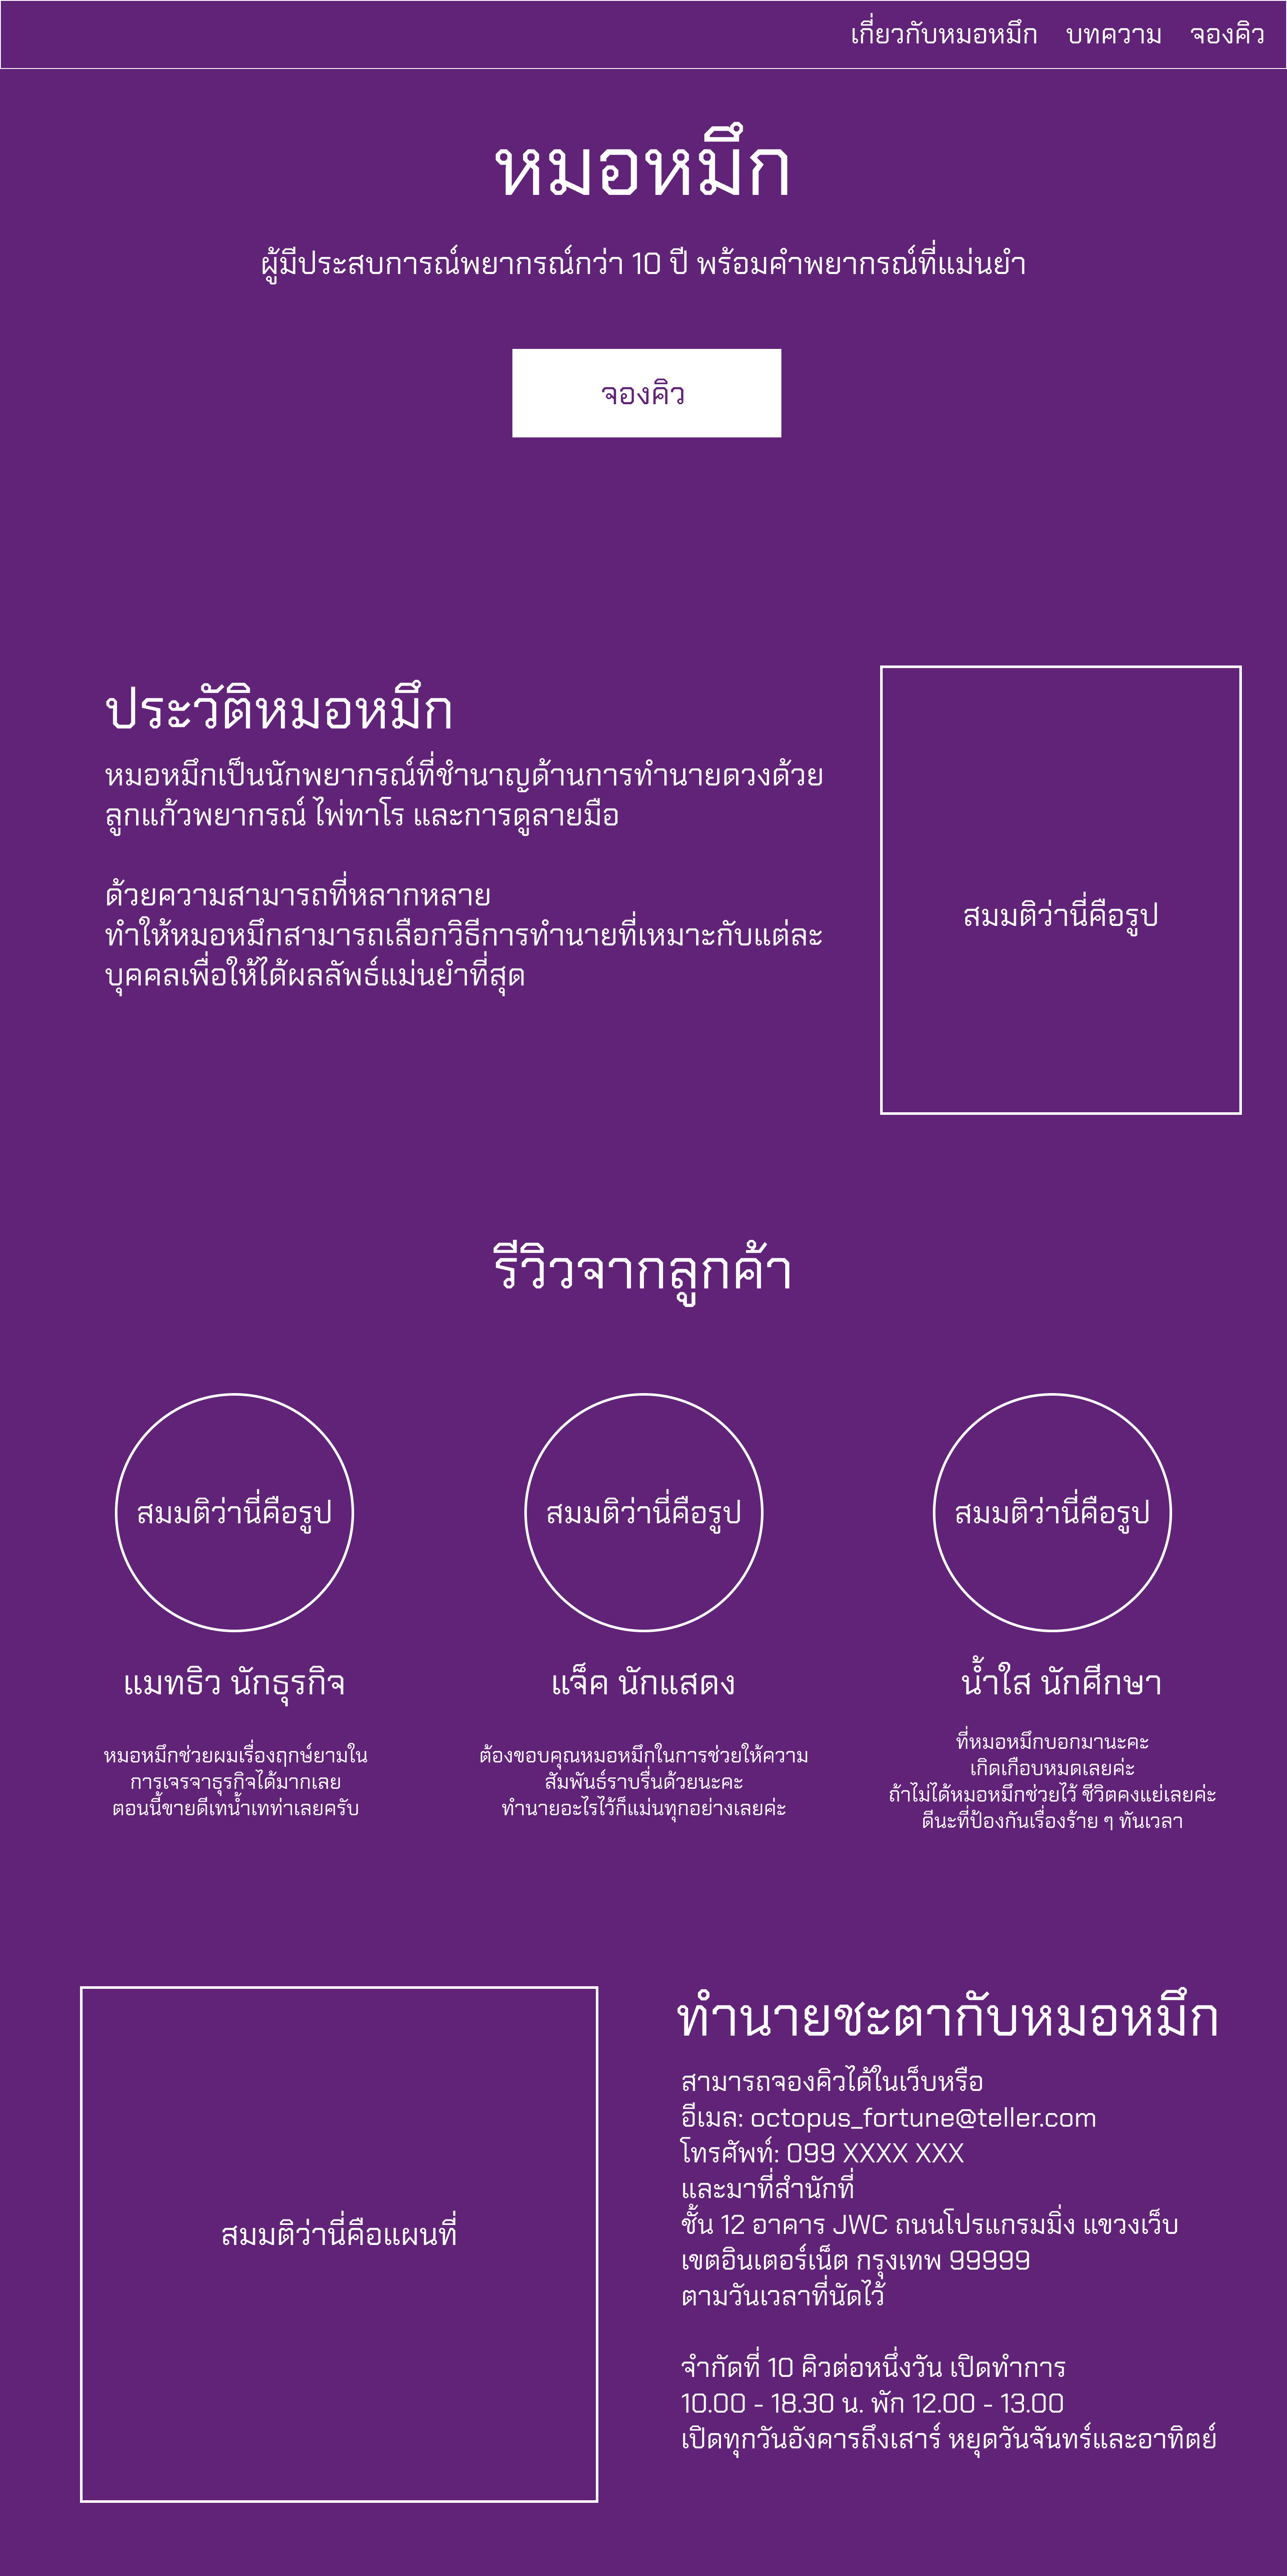 เกี่ยวกับหมอหมึก บทความ จองคิว
หมอหมึก
ผู้มีประสบการณ์พยากรณ์กว่า 10 ปี พร้อมคำพยากรณ์ที่แม่นยำ
จองคิว
ประวัติหมอหมึก
หมอหมึกเป็นนักพยากรณ์ที่ชำนาญด้านการทำนายดวงด้วย
ลูกแก้วพยากรณ์ ไพ่ทาโร และการดูลายมือ
ด้วยความสามารถที่หลากหลาย
ทำให้หมอหมึกสามารถเลือกวิธีการทำนายที่เหมาะกับแต่ละ
บุคคลเพื่อให้ได้ผลลัพธ์แม่นยำที่สุด
สมมติว่านี่คือรูป
รีวิวจากลูกค้า
สมมติว่านี่คือรูป
แมทธิว นักธุรกิจ
หมอหมึกช่วยผมเรื่องฤกษ์ยามใน
การเจรจาธุรกิจได้มากเลย
ตอนนี้ขายดีเทน้ำเทท่าเลยครับ
สมมติว่านี่คือรูป
แจ็ค นักแสดง
ต้องขอบคุณหมอหมึกในการช่วยให้ความ
สัมพันธ์ราบรื่นด้วยนะคะ
ทำนายอะไรไว้ก็แม่นทุกอย่างเลยค่ะ
สมมติว่านี่คือรูป
น้ำใส นักศึกษา
ที่หมอหมึกบอกมานะคะ
เกิดเกือบหมดเลยค่ะ
ถ้าไม่ได้หมอหมึกช่วยไว้ ชีวิตคงแย่เลยค่ะ
ดีนะที่ป้องกันเรื่องร้าย ๆ ทันเวลา
สมมติว่านี่คือแผนที่
ทำนายชะตากับหมอหมึก
สามารถจองคิวได้ในเว็บหรือ
อีเมล: octopus_fortune@teller.com
โทรศัพท์: 099 XXXX XXX
และมาที่สำนักที่
ชั้น 12 อาคาร JWC ถนนโปรแกรมมิ่ง แขวงเว็บ
เขตอินเตอร์เน็ต กรุงเทพ 99999
ตามวันเวลาที่นัดไว้
จำกัดที่ 10 คิวต่อหนึ่งวัน เปิดทำการ
10.00 - 18.30 น. พัก 12.00 - 13.00
เปิดทุกวันอังคารถึงเสาร์ หยุดวันจันทร์และอาทิตย์